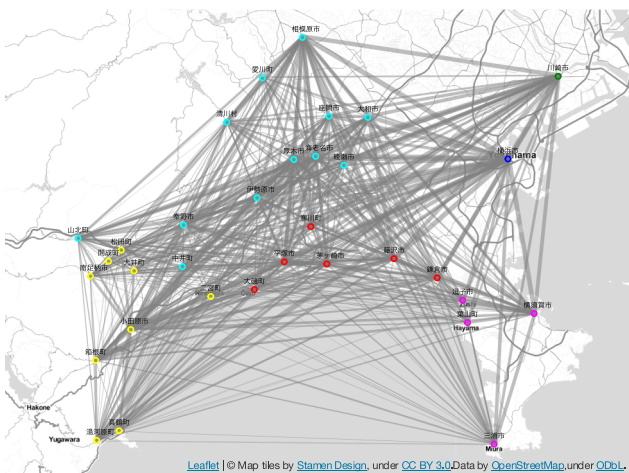 相模原市
川崎市
愛川町
清川村
座間市
大和市
厚木市
海老名市
綾瀬市
横浜市
伊勢原市
秦野市
寒川町
山北町
松田町
開成町
大井町
中井町
南足柄市
平塚市
茅ヶ崎市
藤沢市
鎌倉市
二宮町
大磯町
逗子市
葉山町
Hayama
横須賀市
小田原市
箱根町
Hakone
真鶴町
湯河原町
Yugawara
三浦市
Miura
Leaflet | © Map tiles by Stamen Design, under CC BY 3.0.Data by OpenStreetMap,under ODbL.